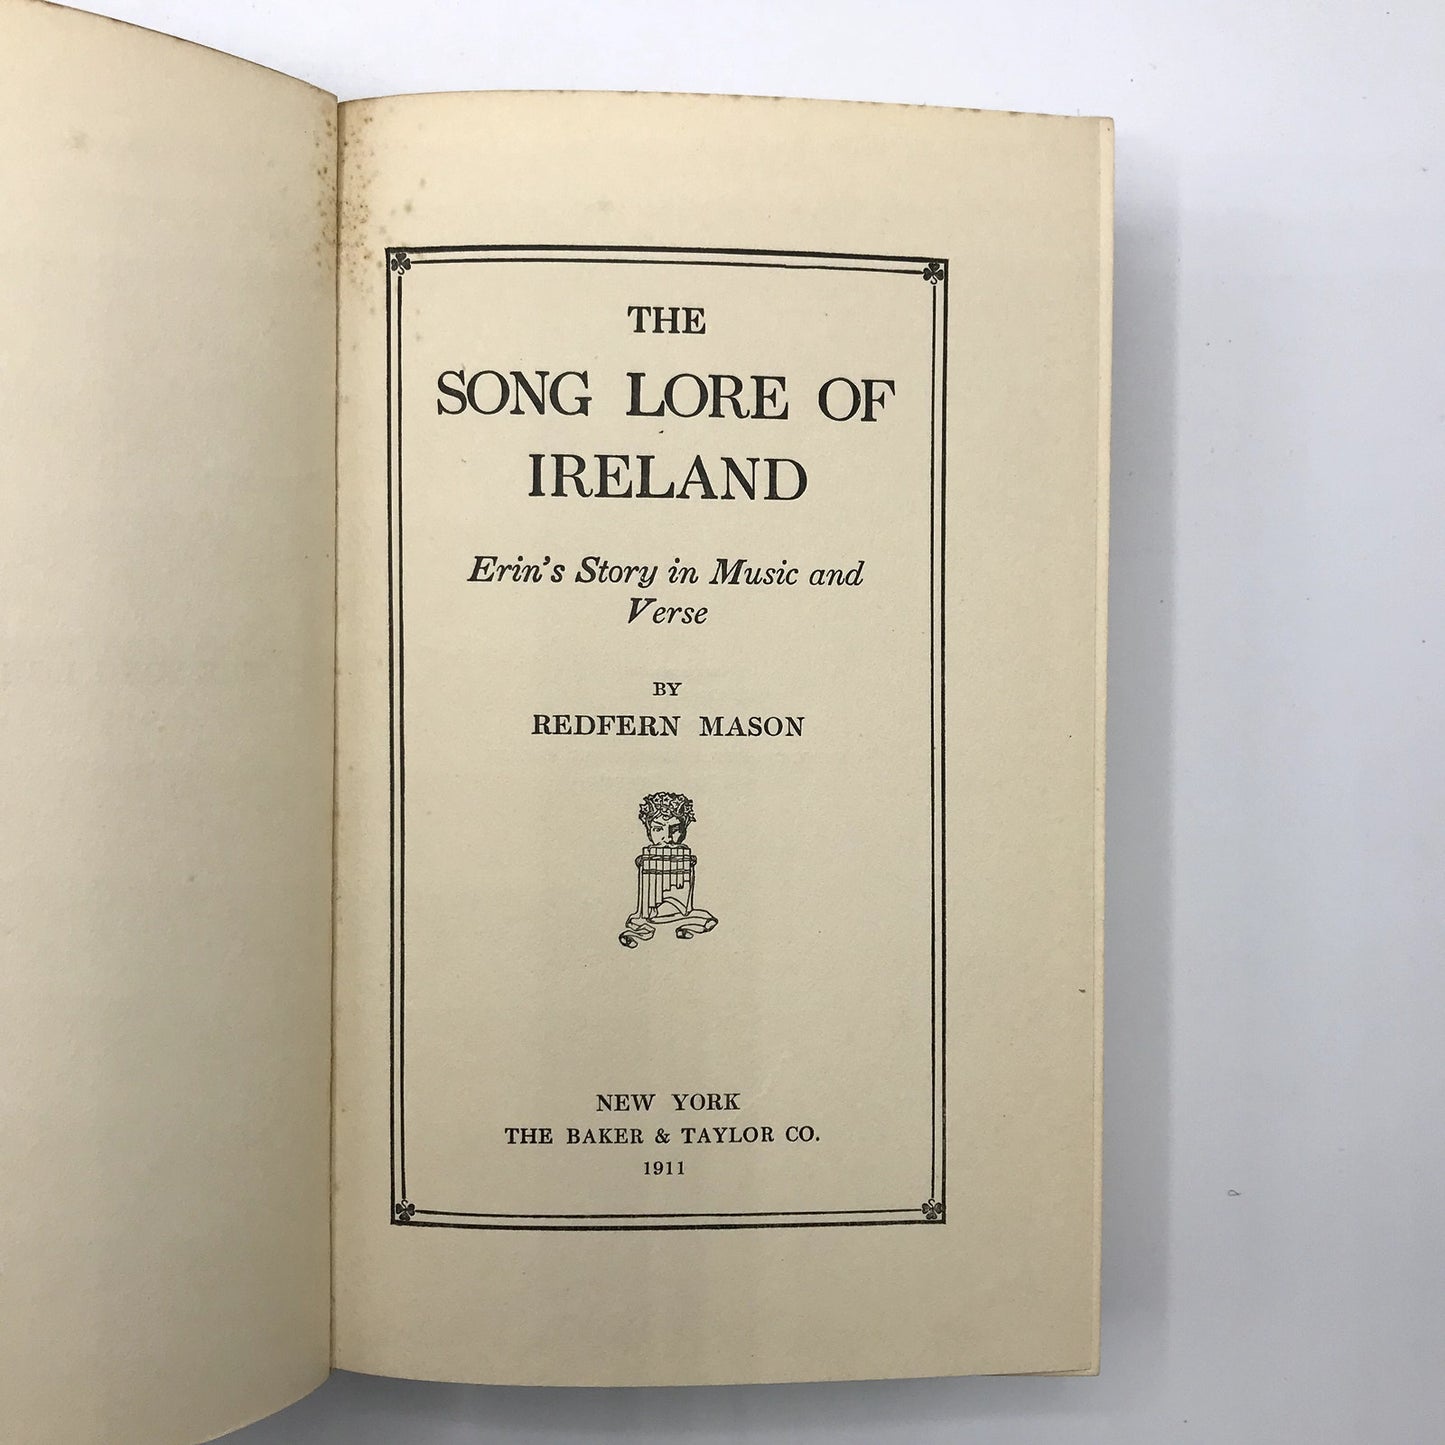 THE
SONG LORE OF
IRELAND
Erin's Story in Music and
Verse
BY
REDFERN MASON
NEW YORK
THE BAKER & TAYLOR CO.
1911